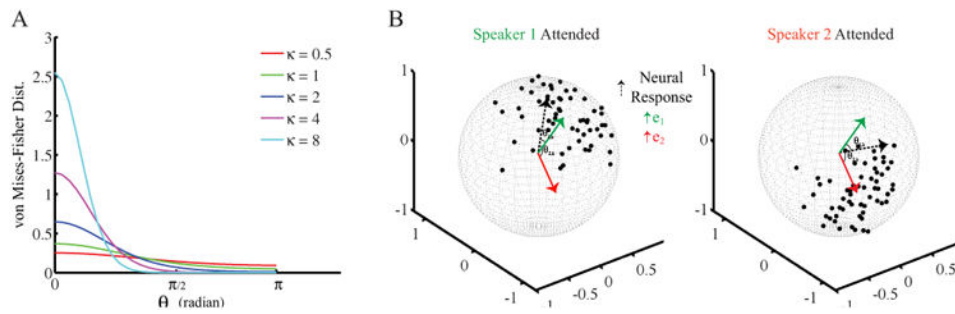 A
von Mises-Fisher Dist.
3
2.5
2
1.5
1
0.5
0
0
π/2
π
θ (radian)
κ = 0.5
κ = 1
κ = 2
κ = 4
κ = 8
B
Speaker 1 Attended
1
0
-1
1
0
-1
-1
-0.5
0
0.5
Neural
Response
e₁
e₂
Speaker 2 Attended
1
0
-1
1
0
-1
-1
-0.5
0
0.5